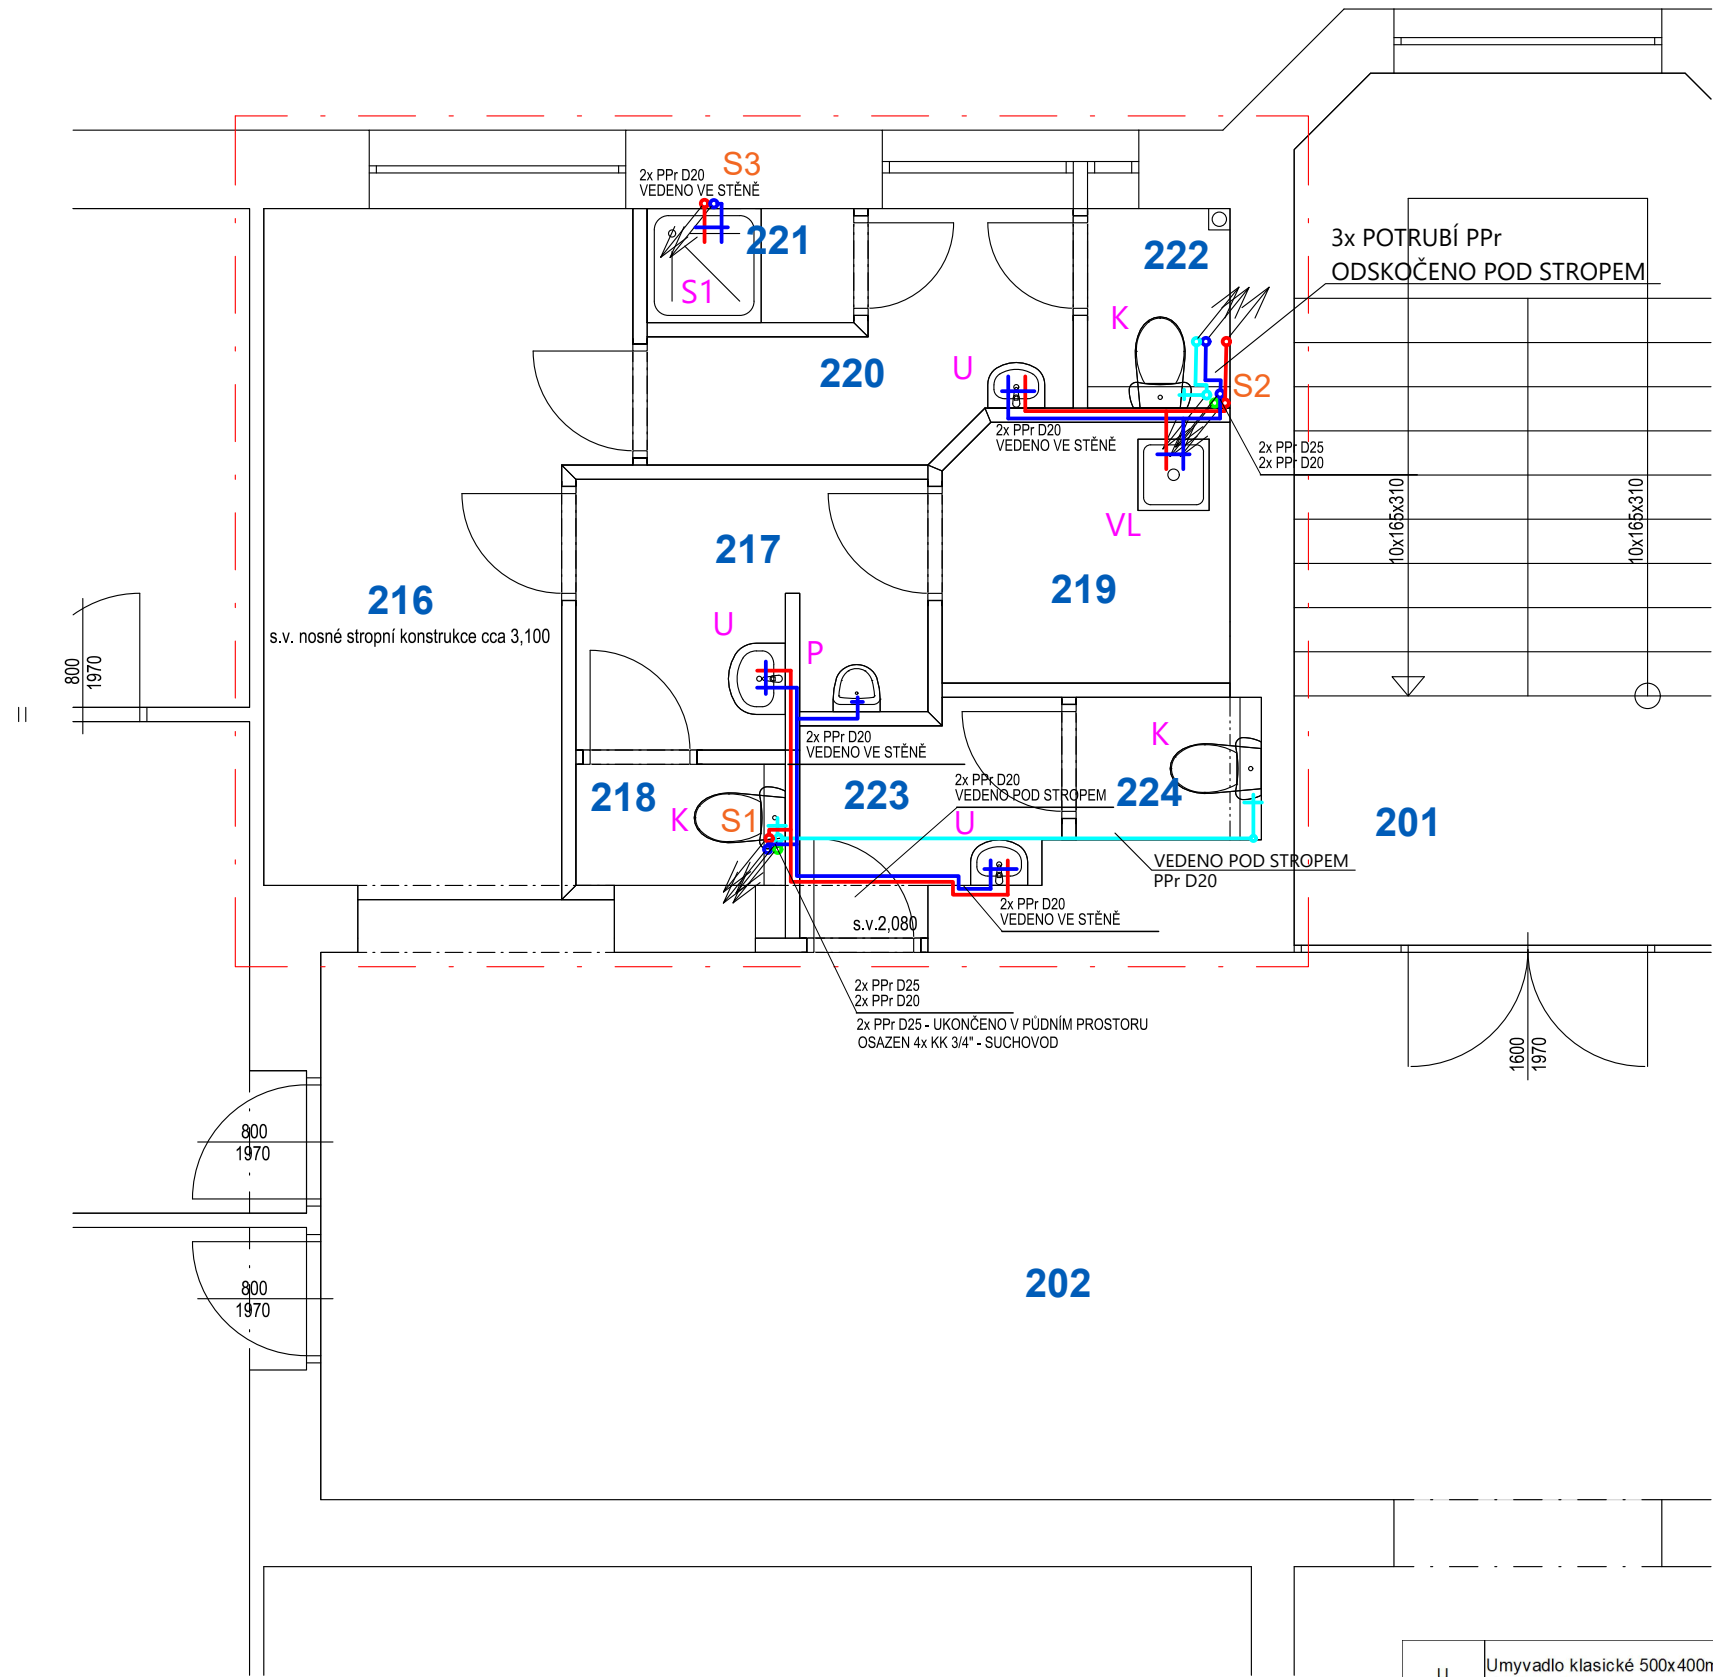 S3
2x PPr D20
VEDENO VE STĚNĚ
221
S1
222
3x POTRUBÍ PPr
ODSKOČENO POD STROPEM
K
220
U
S2
2x PPr D20
VEDENO VE STĚNĚ
2x PPr D25
2x PPr D20
10x165x310
10x165x310
VL
217
216
s.v. nosné stropní konstrukce cca 3,100
219
U
P
800
1970
K
2x PPr D20
VEDENO VE STĚNĚ
218
K
S1
223
2x PPr D20
VEDENO POD STROPEM
224
U
201
VEDENO POD STROPEM
PPr D20
2x PPr D20
VEDENO VE STĚNĚ
s.v.2,080
2x PPr D25
2x PPr D20
2x PPr D25 - UKONČENO V PŮDNÍM PROSTORU
OSAZEN 4x KK 3/4" - SUCHOVOD
1600
1970
800
1970
800
1970
202
U
Umyvadlo klasické 500x400m